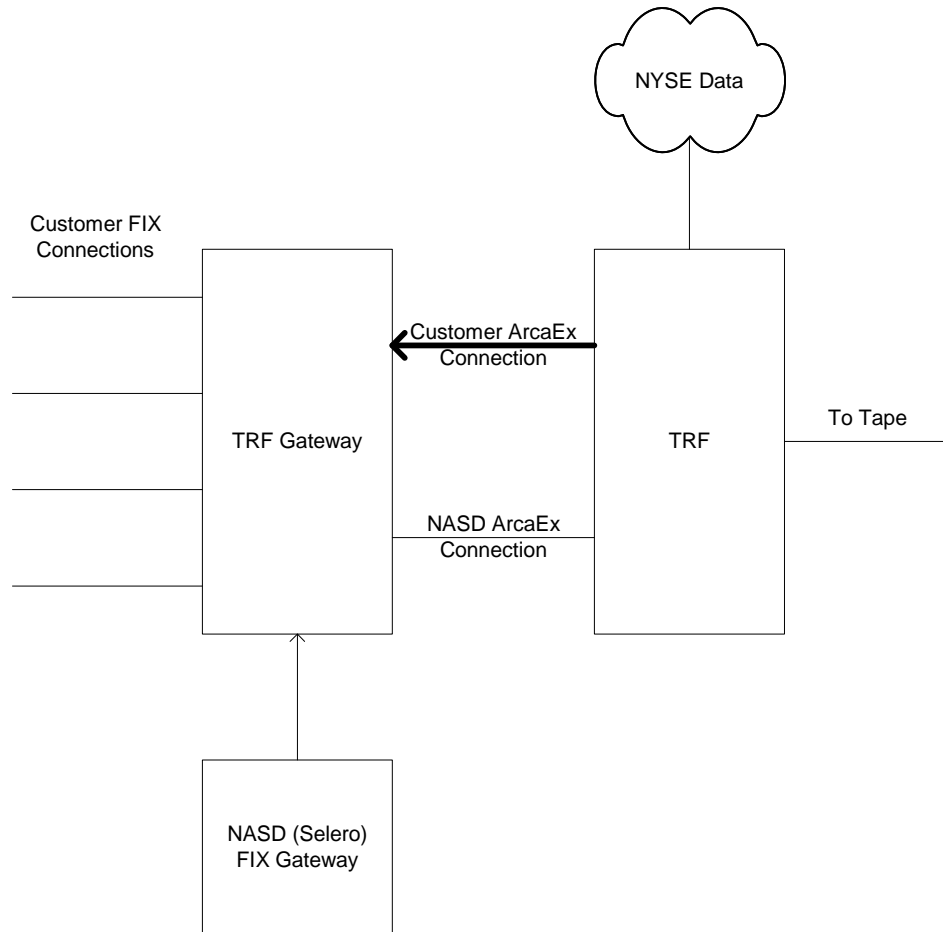 NYSE Data
Customer FIX
Connections
Customer ArcaEx
Connection
TRF Gateway
TRF
To Tape
NASD ArcaEx
Connection
NASD (Selero)
FIX Gateway